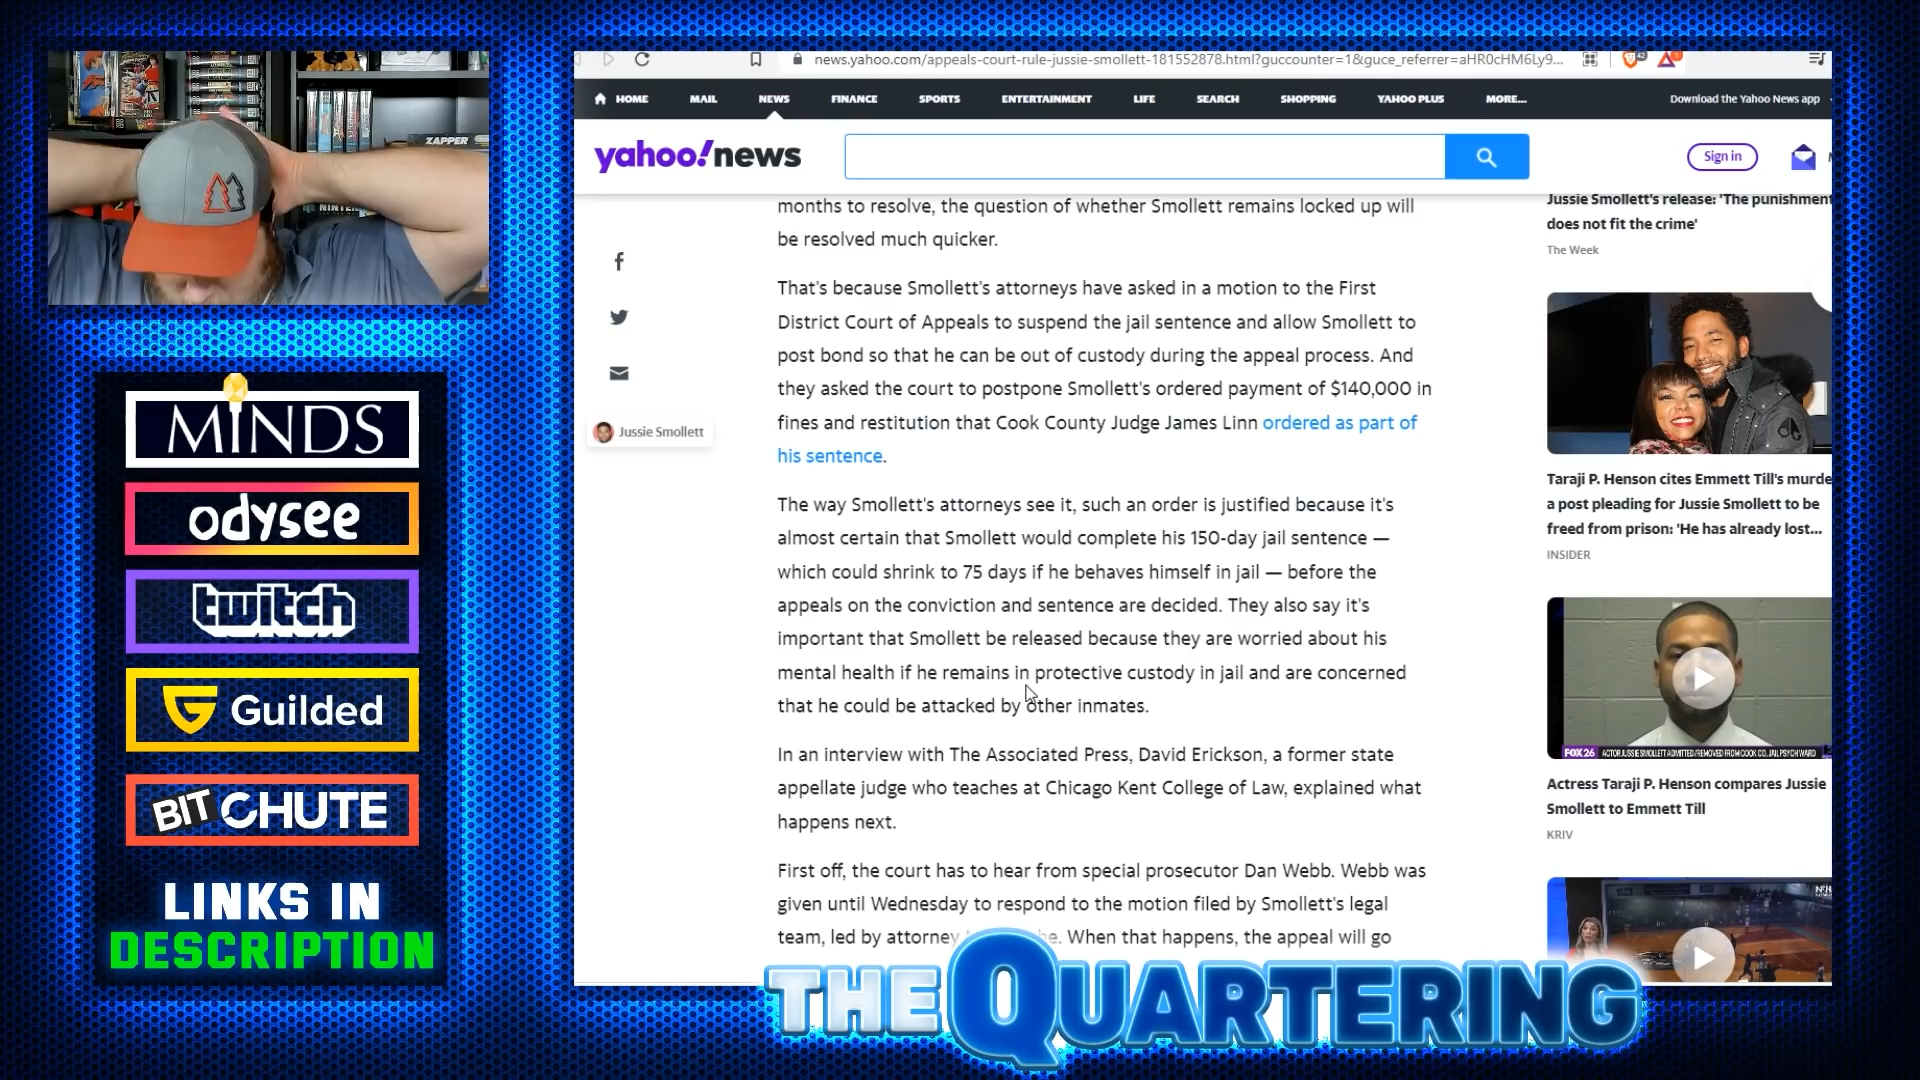 ZAPPER
NINTEN
MINDS
odysee
twitch
Guilded
BITCHUTE
LINKS IN
DESCRIPTION
news.yahoo.com/appeals-court-rule-jussie-smollett-181552878.html?guccounter=1&guce_referrer=aHR0cHM6Ly9...
HOME MAIL NEWS FINANCE SPORTS ENTERTAINMENT LIFE SEARCH SHOPPING YAHOO PLUS MORE... Download the Yahoo News app
yahoo!news
Sign in
Jussie Smollett
months to resolve, the question of whether Smollett remains locked up will
be resolved much quicker.
That's because Smollett's attorneys have asked in a motion to the First
District Court of Appeals to suspend the jail sentence and allow Smollett to
post bond so that he can be out of custody during the appeal process. And
they asked the court to postpone Smollett's ordered payment of $140,000 in
fines and restitution that Cook County Judge James Linn ordered as part of
his sentence.
The way Smollett's attorneys see it, such an order is justified because it's
almost certain that Smollett would complete his 150-day jail sentence —
which could shrink to 75 days if he behaves himself in jail — before the
appeals on the conviction and sentence are decided. They also say it's
important that Smollett be released because they are worried about his
mental health if he remains in protective custody in jail and are concerned
that he could be attacked by other inmates.
In an interview with The Associated Press, David Erickson, a former state
appellate judge who teaches at Chicago Kent College of Law, explained what
happens next.
First off, the court has to hear from special prosecutor Dan Webb. Webb was
given until Wednesday to respond to the motion filed by Smollett's legal
team, led by attorney When that happens, the appeal will go
Jussie Smollett's release: 'The punishment
does not fit the crime'
The Week
Taraji P. Henson cites Emmett Till's murde
a post pleading for Jussie Smollett to be
freed from prison: 'He has already lost...
INSIDER
FOX 26 ACTOR JUSSIE SMOLLETT ADMITTED/REMOVED FROM COOK CO. JAIL PSYCH WARD
Actress Taraji P. Henson compares Jussie
Smollett to Emmett Till
KRIV
THE QUARTERING